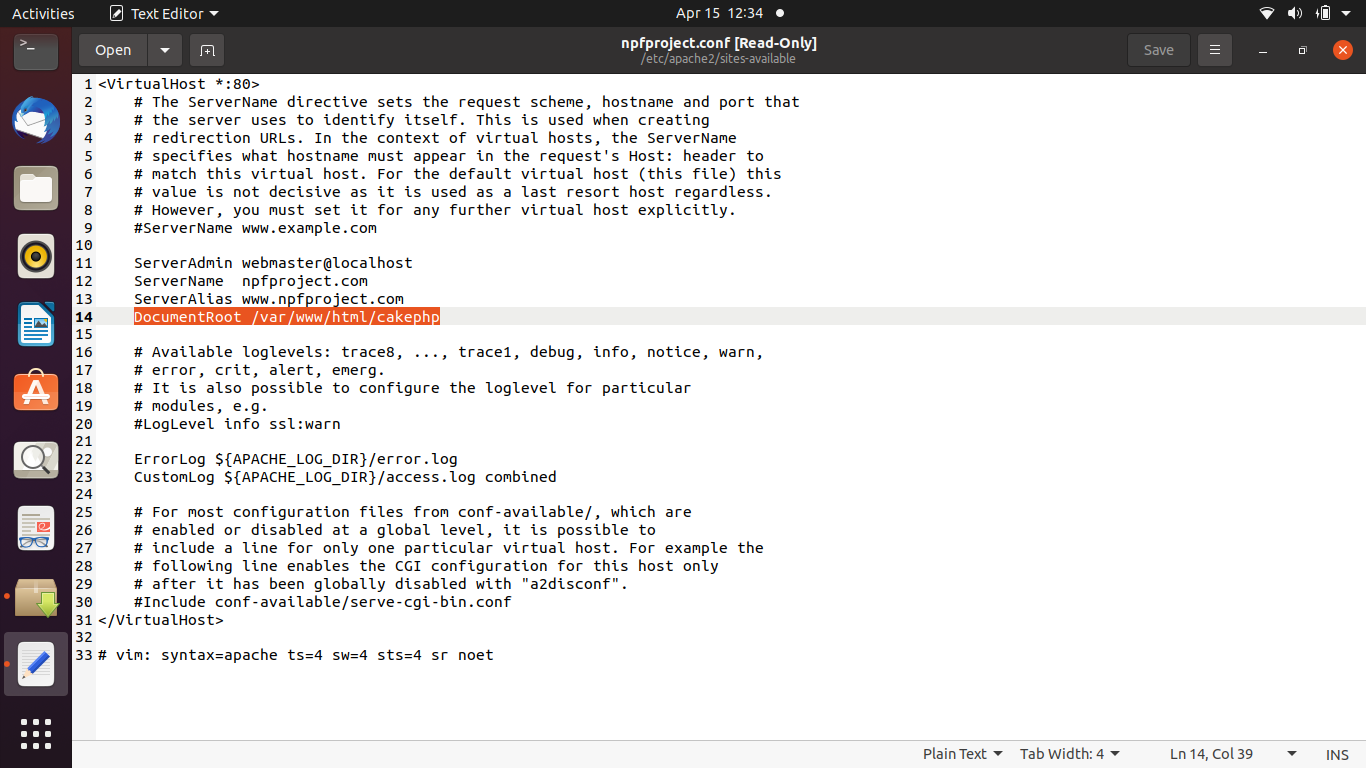 Activities Text Editor Apr 15 12:34
Open npfproject.conf [Read-Only] Save
/etc/apache2/sites-available
1 <VirtualHost *:80>
2 # The ServerName directive sets the request scheme, hostname and port that
3 # the server uses to identify itself. This is used when creating
4 # redirection URLs. In the context of virtual hosts, the ServerName
5 # specifies what hostname must appear in the request's Host: header to
6 # match this virtual host. For the default virtual host (this file) this
7 # value is not decisive as it is used as a last resort host regardless.
8 # However, you must set it for any further virtual host explicitly.
9 #ServerName www.example.com
10
11 ServerAdmin webmaster@localhost
12 ServerName  npfproject.com
13 ServerAlias www.npfproject.com
14 DocumentRoot /var/www/html/cakephp
15
16 # Available loglevels: trace8, ..., trace1, debug, info, notice, warn,
17 # error, crit, alert, emerg.
18 # It is also possible to configure the loglevel for particular
19 # modules, e.g.
20 #LogLevel info ssl:warn
21
22 ErrorLog ${APACHE_LOG_DIR}/error.log
23 CustomLog ${APACHE_LOG_DIR}/access.log combined
24
25 # For most configuration files from conf-available/, which are
26 # enabled or disabled at a global level, it is possible to
27 # include a line for only one particular virtual host. For example the
28 # following line enables the CGI configuration for this host only
29 # after it has been globally disabled with "a2disconf".
30 #Include conf-available/serve-cgi-bin.conf
31 </VirtualHost>
32
33 # vim: syntax=apache ts=4 sw=4 sts=4 sr noet
Plain Text Tab Width: 4 Ln 14, Col 39 INS